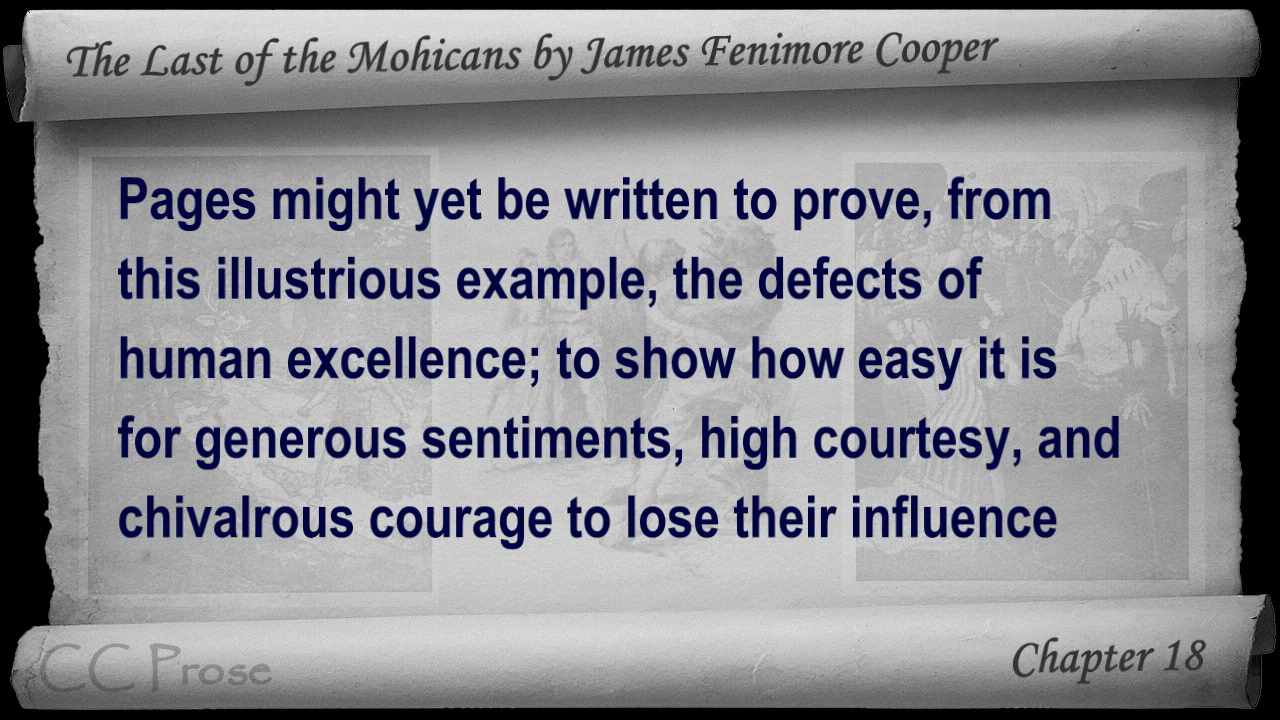 The Last of the Mohicans by James Fenimore Cooper
Pages might yet be written to prove, from
this illustrious example, the defects of
human excellence; to show how easy it is
for generous sentiments, high courtesy, and
chivalrous courage to lose their influence
CC Prose
Chapter 18